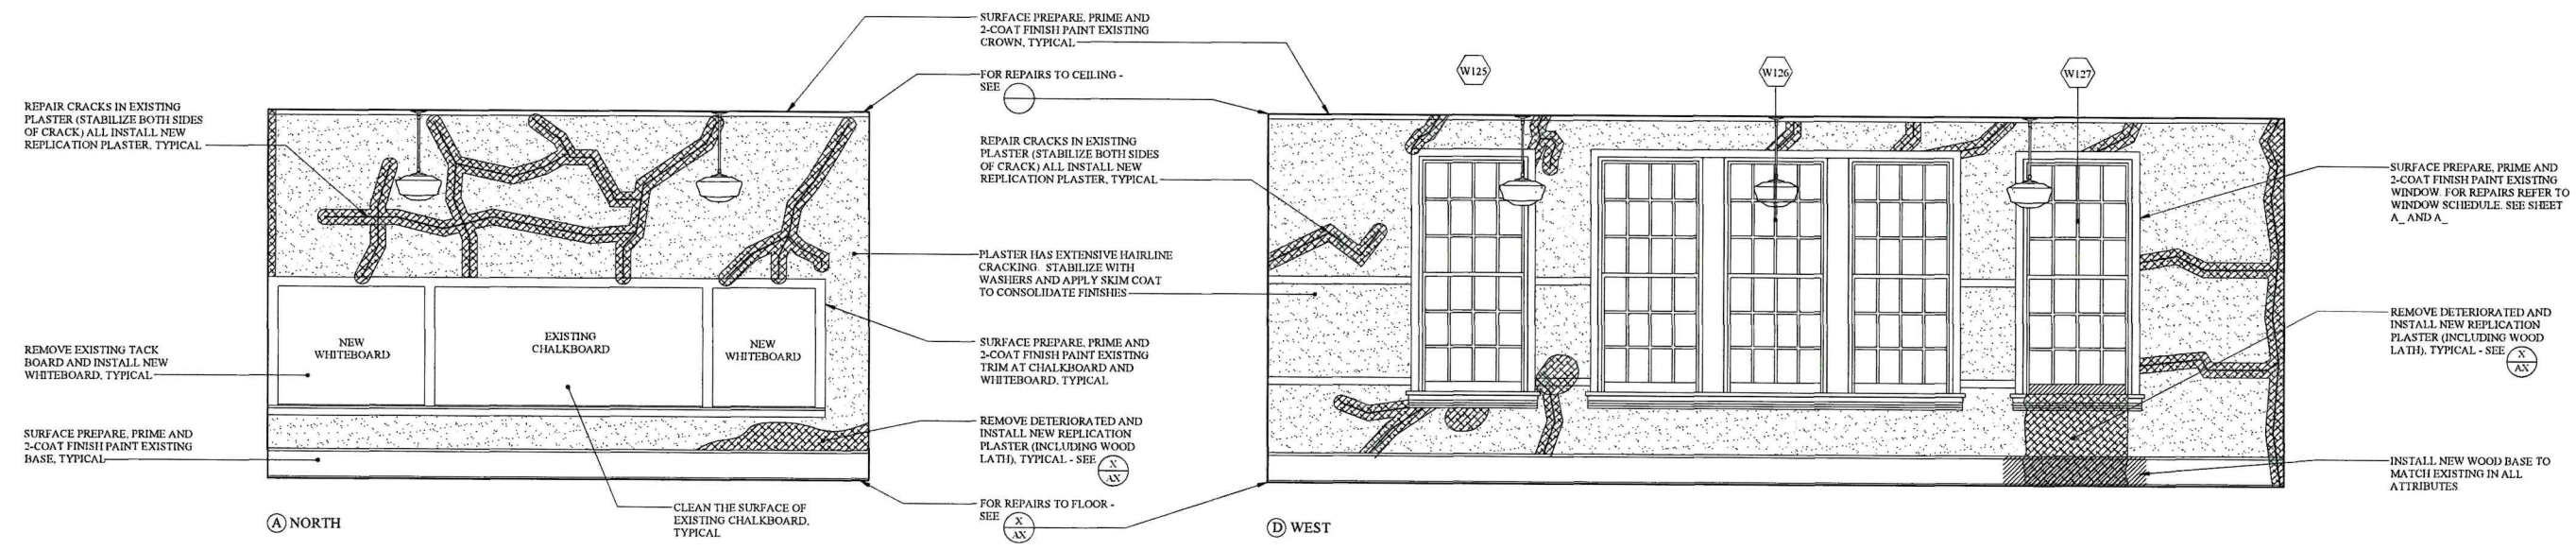 SURFACE PREPARE, PRIME AND
2-COAT FINISH PAINT EXISTING
CROWN, TYPICAL
FOR REPAIRS TO CEILING -
SEE
REPAIR CRACKS IN EXISTING
PLASTER (STABILIZE BOTH SIDES
OF CRACK) ALL INSTALL NEW
REPLICATION PLASTER, TYPICAL
REMOVE EXISTING TACK
BOARD AND INSTALL NEW
WHITEBOARD, TYPICAL
SURFACE PREPARE, PRIME AND
2-COAT FINISH PAINT EXISTING
BASE, TYPICAL
NEW
WHITEBOARD
EXISTING
CHALKBOARD
NEW
WHITEBOARD
A NORTH
CLEAN THE SURFACE OF
EXISTING CHALKBOARD,
TYPICAL
REPAIR CRACKS IN EXISTING
PLASTER (STABILIZE BOTH SIDES
OF CRACK) ALL INSTALL NEW
REPLICATION PLASTER, TYPICAL
PLASTER HAS EXTENSIVE HAIRLINE
CRACKING. STABILIZE WITH
WASHERS AND APPLY SKIM COAT
TO CONSOLIDATE FINISHES
SURFACE PREPARE, PRIME AND
2-COAT FINISH PAINT EXISTING
TRIM AT CHALKBOARD AND
WHITEBOARD, TYPICAL
REMOVE DETERIORATED AND
INSTALL NEW REPLICATION
PLASTER (INCLUDING WOOD
LATH), TYPICAL - SEE
X
AX
FOR REPAIRS TO FLOOR -
SEE
X
AX
W125
W126
W127
D WEST
SURFACE PREPARE, PRIME AND
2-COAT FINISH PAINT EXISTING
WINDOW. FOR REPAIRS REFER TO
WINDOW SCHEDULE. SEE SHEET
A_ AND A_
REMOVE DETERIORATED AND
INSTALL NEW REPLICATION
PLASTER (INCLUDING WOOD
LATH), TYPICAL - SEE
X
AX
INSTALL NEW WOOD BASE TO
MATCH EXISTING IN ALL
ATTRIBUTES.